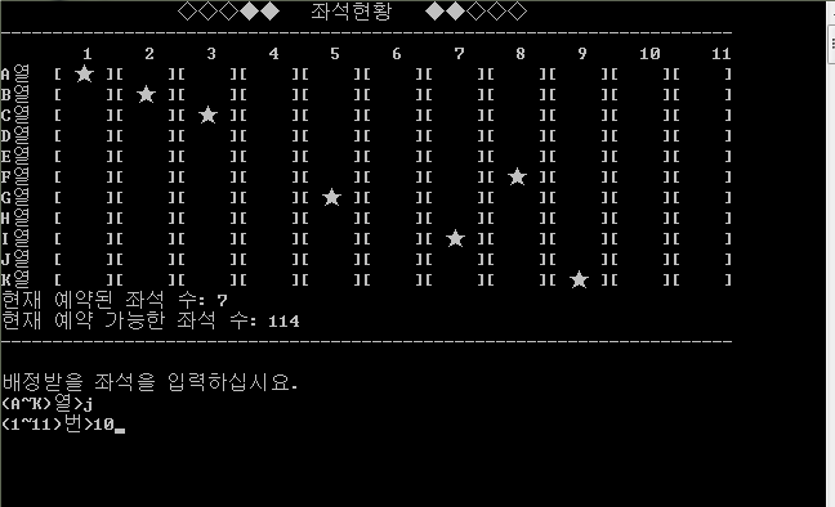 ◇◇◇◆◆ 좌석현황 ◆◆◇◇◇
-----------------------------------------------------------------------
1 2 3 4 5 6 7 8 9 10 11
A열 [ ★ ][ ][ ][ ][ ][ ][ ][ ][ ][ ][ ]
B열 [ ][ ★ ][ ][ ][ ][ ][ ][ ][ ][ ][ ]
C열 [ ][ ][ ★ ][ ][ ][ ][ ][ ][ ][ ][ ]
D열 [ ][ ][ ][ ][ ][ ][ ][ ][ ][ ][ ]
E열 [ ][ ][ ][ ][ ][ ][ ][ ][ ][ ][ ]
F열 [ ][ ][ ][ ][ ][ ][ ][ ★ ][ ][ ][ ]
G열 [ ][ ][ ][ ][ ★ ][ ][ ][ ][ ][ ][ ]
H열 [ ][ ][ ][ ][ ][ ][ ][ ][ ][ ][ ]
I열 [ ][ ][ ][ ][ ][ ][ ★ ][ ][ ][ ][ ]
J열 [ ][ ][ ][ ][ ][ ][ ][ ][ ][ ][ ]
K열 [ ][ ][ ][ ][ ][ ][ ][ ][ ★ ][ ][ ]
현재 예약된 좌석 수: 7
현재 예약 가능한 좌석 수: 114
-----------------------------------------------------------------------
배정받을 좌석을 입력하십시요.
(A~K)열>j
(1~11)번>10_